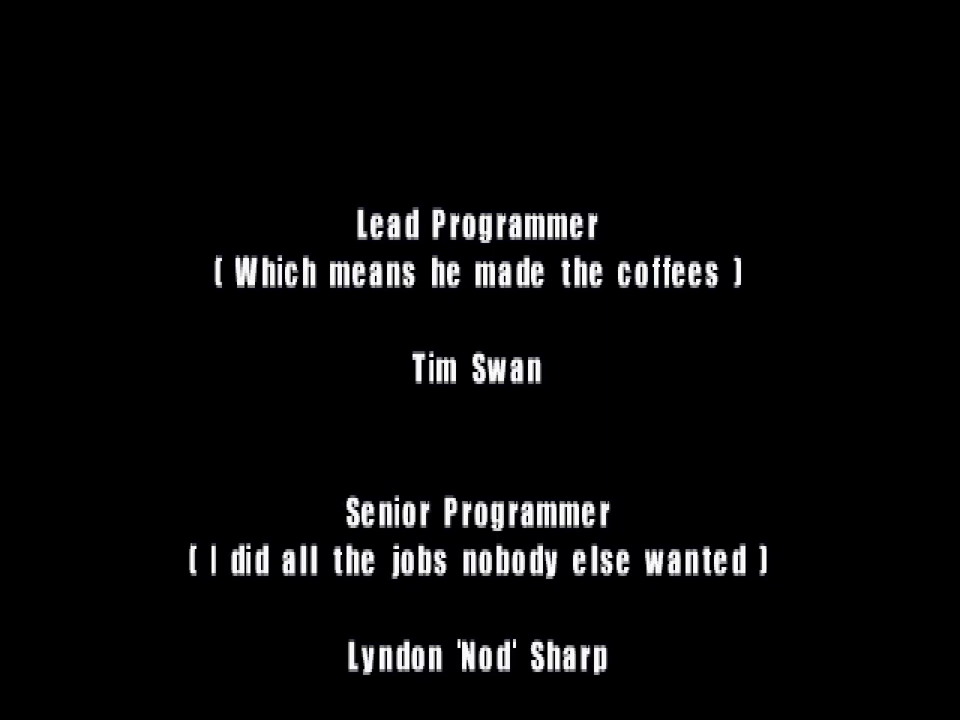 Lead Programmer
( Which means he made the coffees )
Tim Swan
Senior Programmer
( I did all the jobs nobody else wanted )
Lyndon 'Nod' Sharp